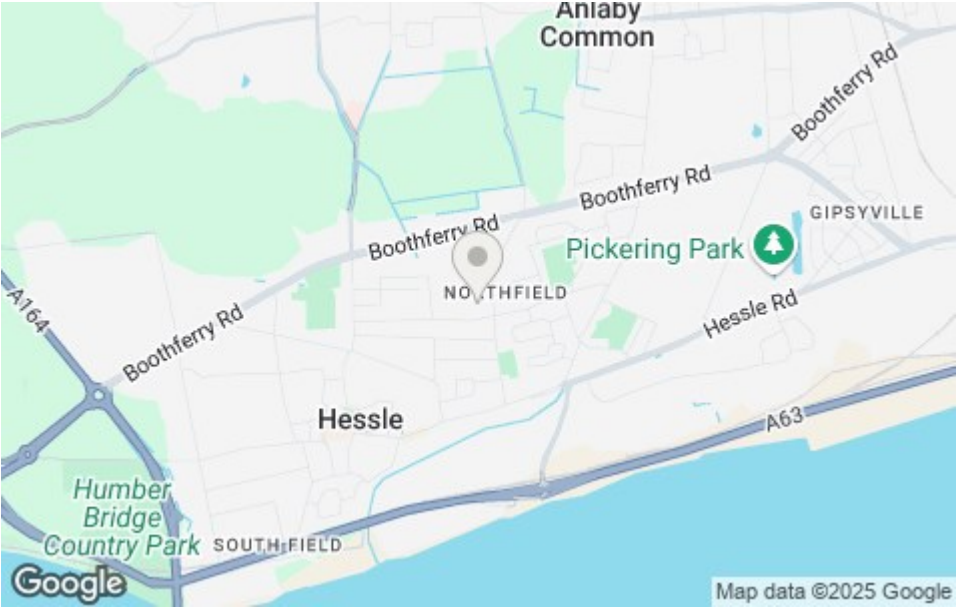 Anlaby
Common
Boothferry Rd
Boothferry Rd
GIPSYVILLE
Boothferry Rd
Pickering Park
NORTHFIELD
A164
Hessle Rd
Boothferry Rd
Hessle
A63
Humber
Bridge
Country Park
SOUTH FIELD
Google
Map data ©2025 Google